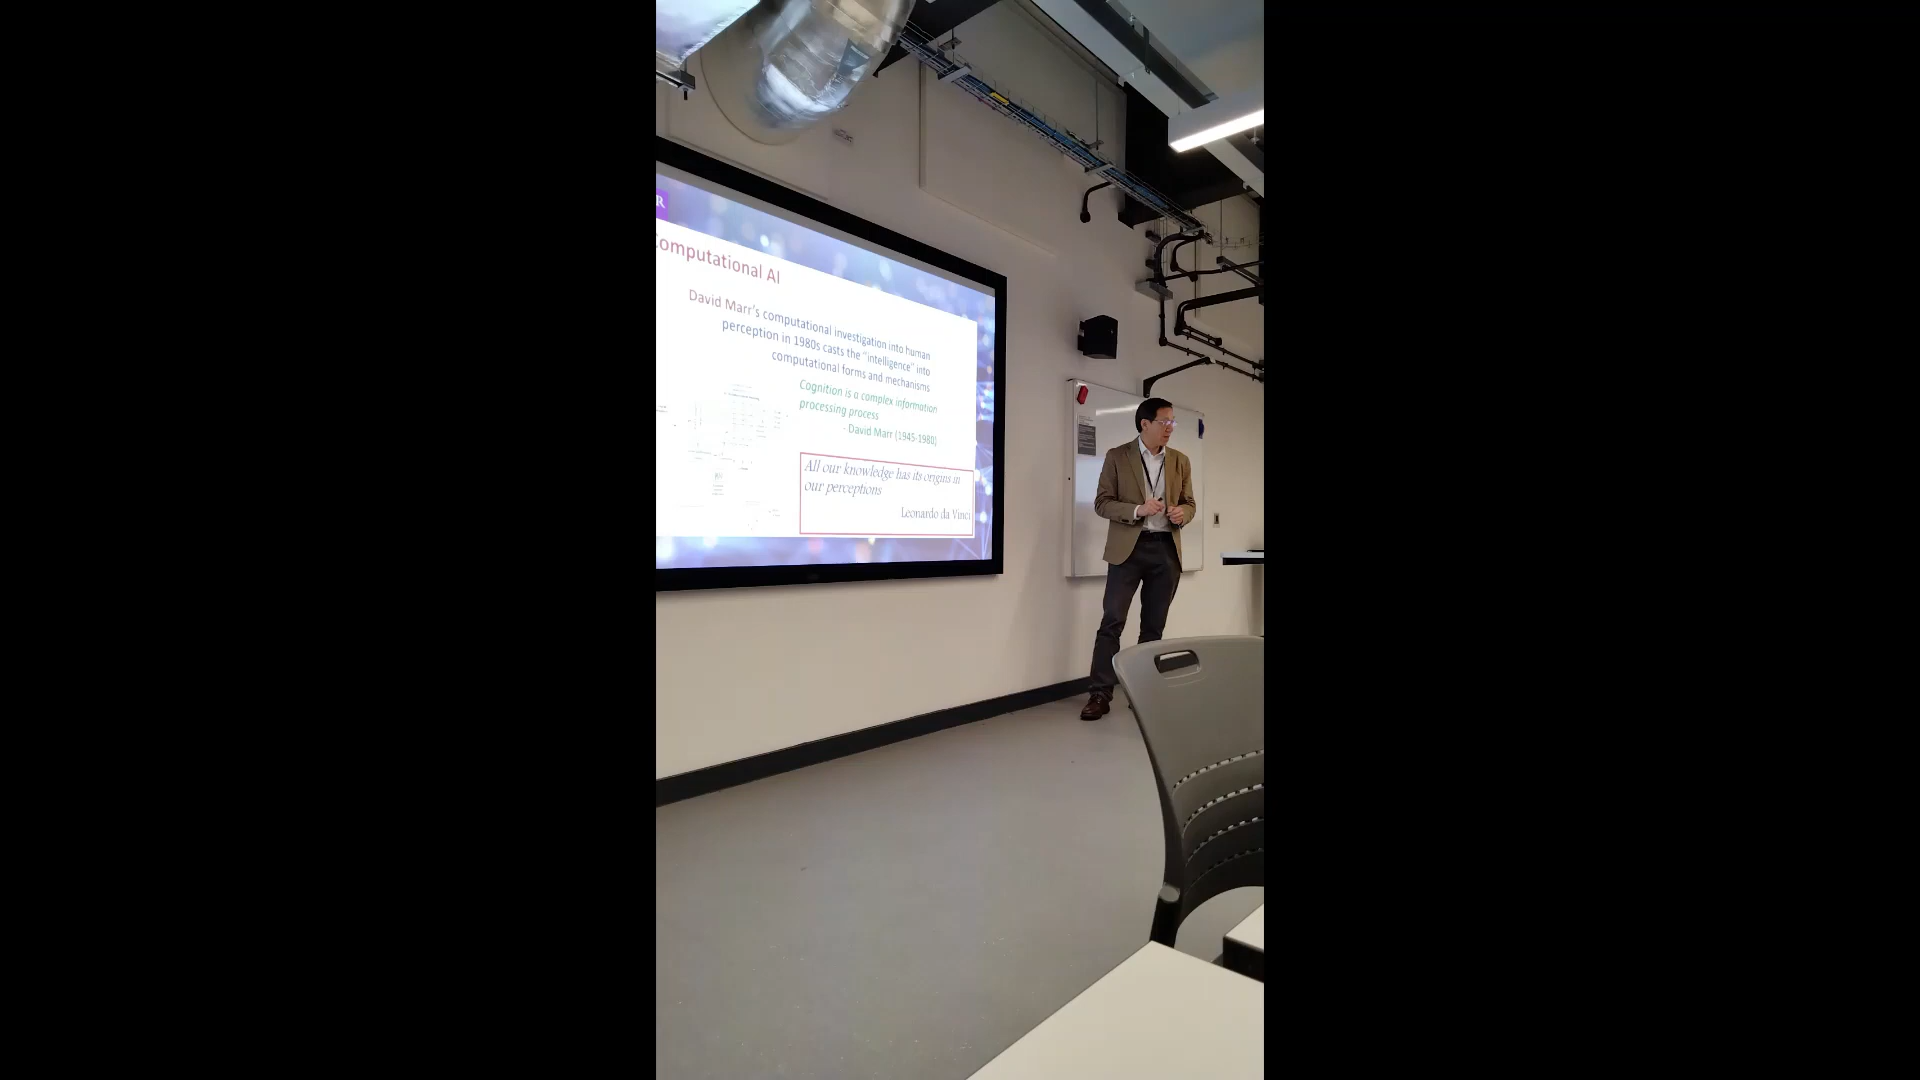 R
omputational AI
David Marr's computational investigation into human
perception in 1980s casts the "intelligence" into
computational forms and mechanisms
Cognition is a complex information
processing process
- David Marr (1945-1980)
All our knowledge has its origins in
our perceptions
Leonardo da Vinci